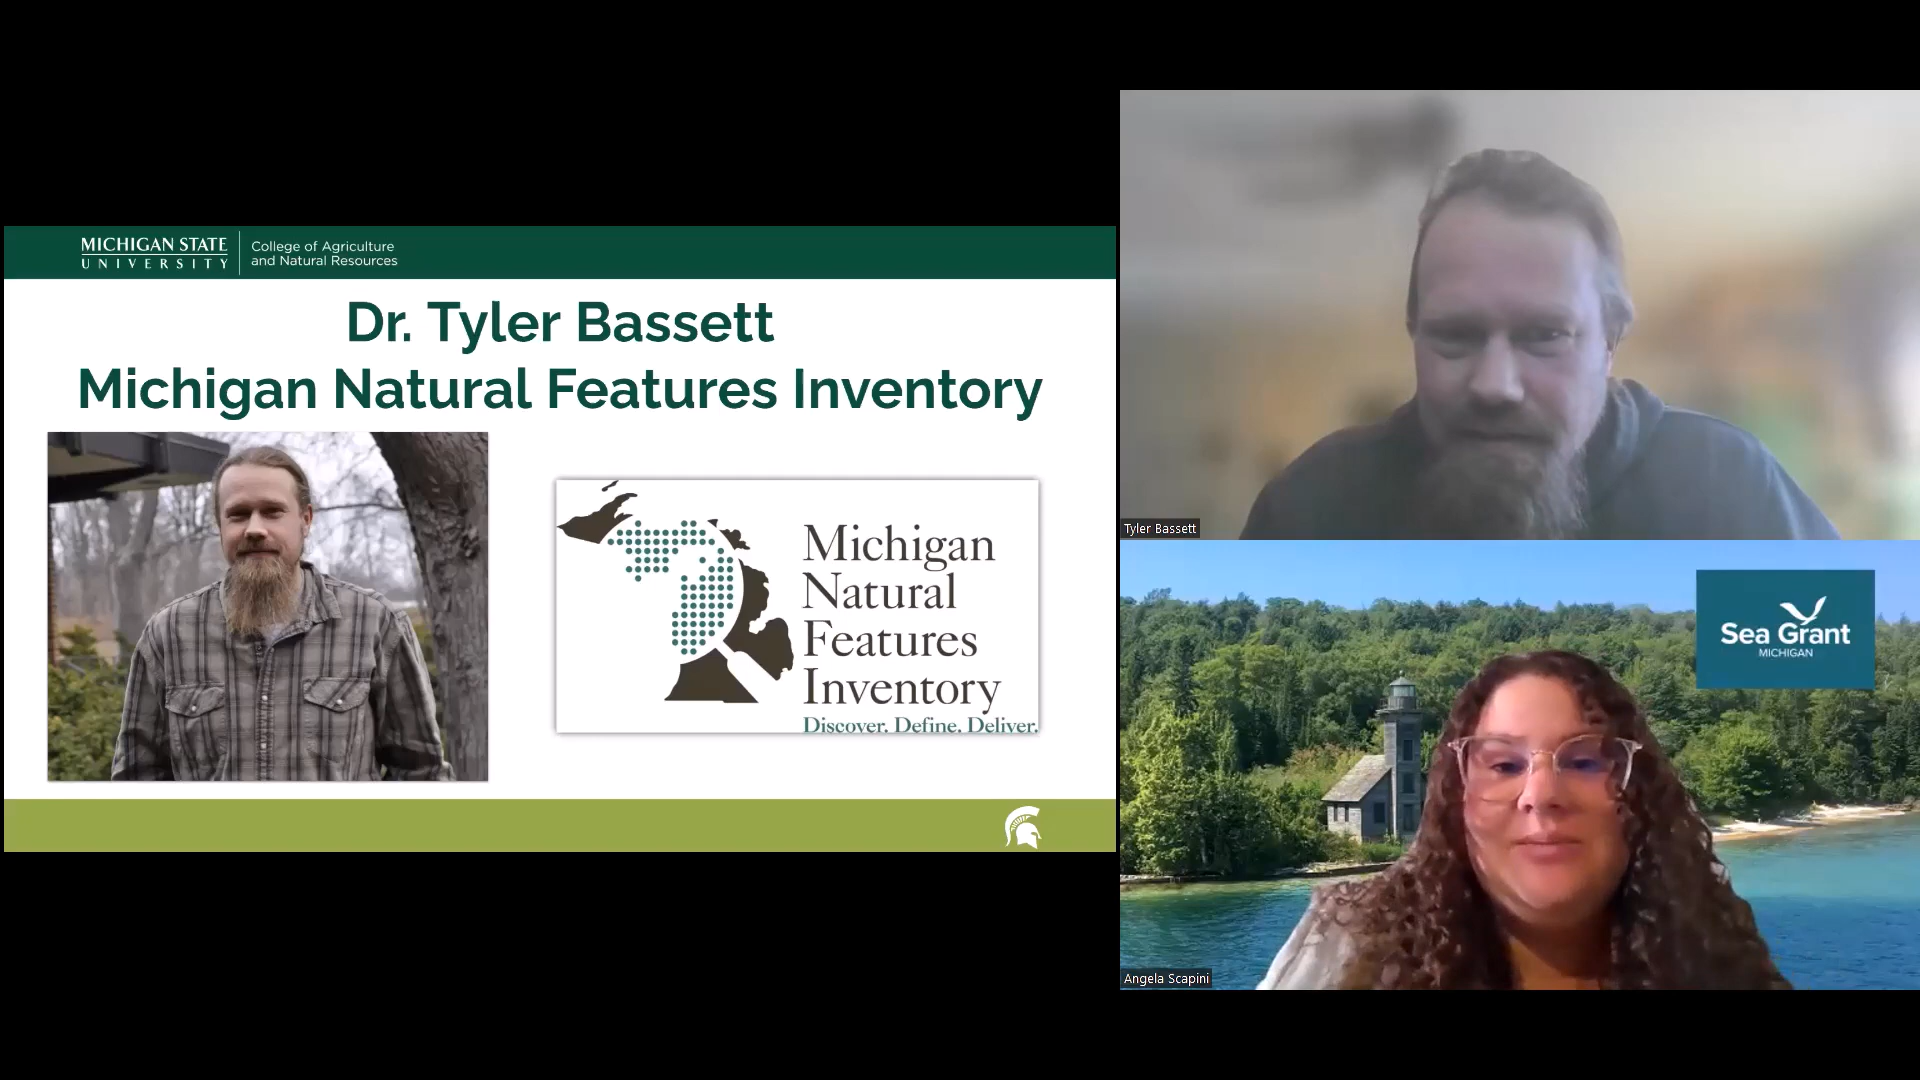 MICHIGAN STATE
UNIVERSITY
College of Agriculture
and Natural Resources
Dr. Tyler Bassett
Michigan Natural Features Inventory
Michigan
Natural
Features
Inventory
Discover. Define. Deliver.
Tyler Bassett
Sea Grant
MICHIGAN
Angela Scapini